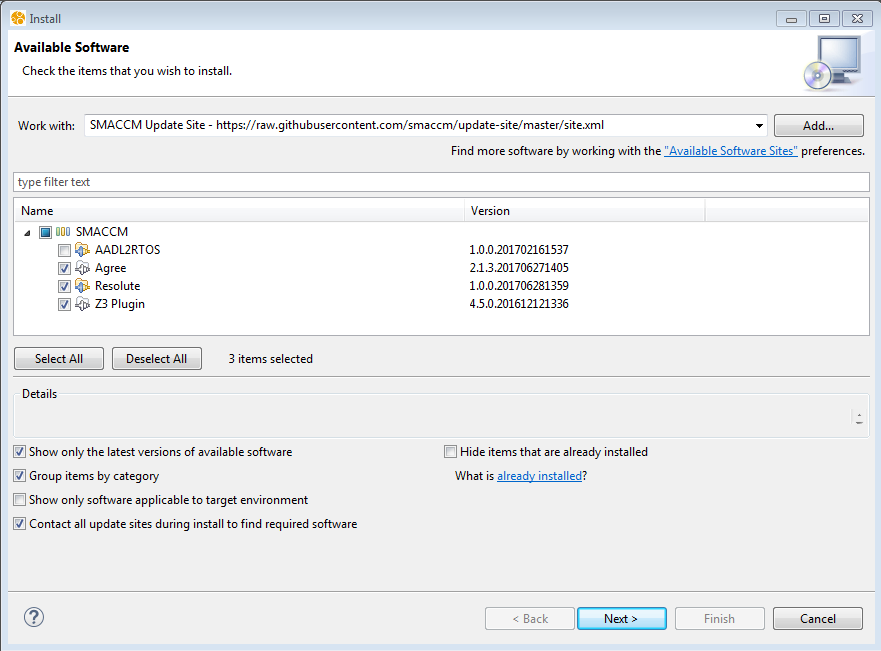 Install
Available Software
Check the items that you wish to install.
Work with: SMACCM Update Site - https://raw.githubusercontent.com/smaccm/update-site/master/site.xml Add...
Find more software by working with the "Available Software Sites" preferences.
type filter text
Name Version
SMACCM
AADL2RTOS 1.0.0.201702161537
Agree 2.1.3.201706271405
Resolute 1.0.0.201706281359
Z3 Plugin 4.5.0.201612121336
Select All Deselect All 3 items selected
Details
Show only the latest versions of available software Hide items that are already installed
Group items by category What is already installed?
Show only software applicable to target environment
Contact all update sites during install to find required software
? < Back Next > Finish Cancel